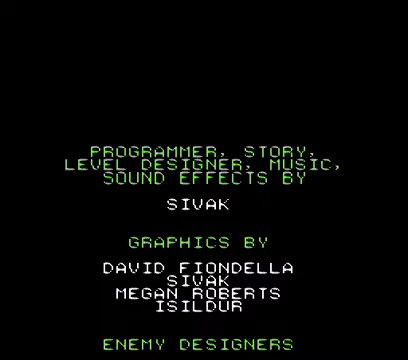 PROGRAMMER, STORY,
LEVEL DESIGNER, MUSIC,
SOUND EFFECTS BY
SIVAK
GRAPHICS BY
DAVID FIONDELLA
SIVAK
MEGAN ROBERTS
ISILDUR
ENEMY DESIGNERS